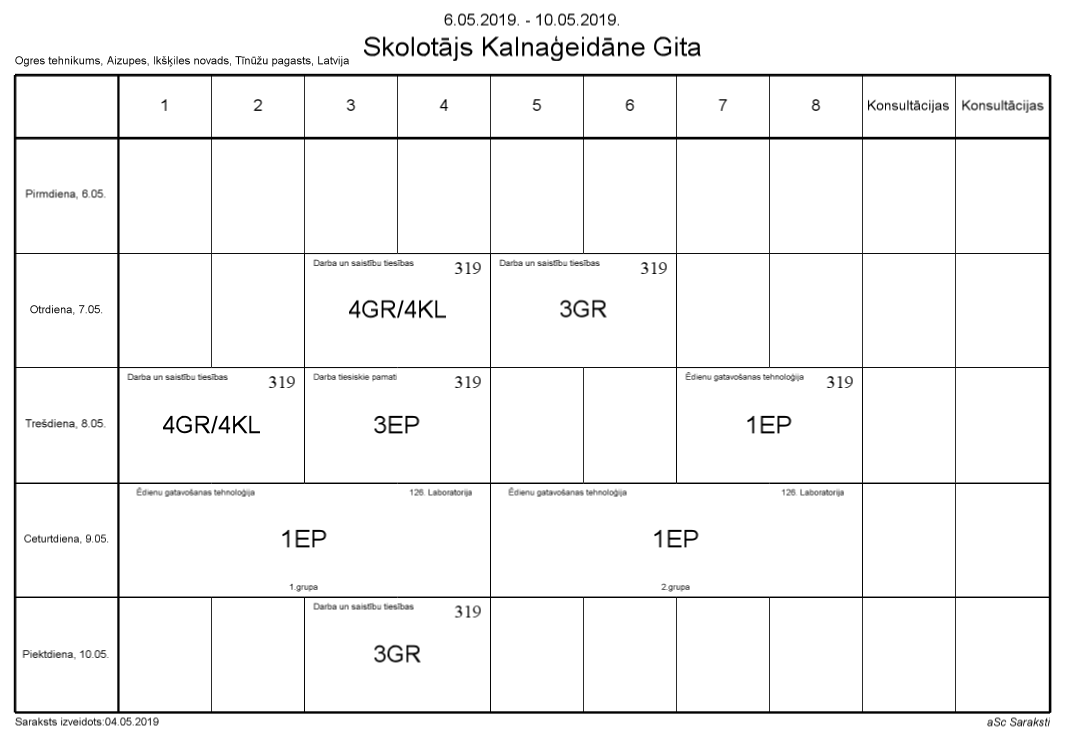 6.05.2019. - 10.05.2019.
Skolotājs Kalnaģeidāne Gita
Ogres tehnikums, Aizupes, Ikšķiles novads, Tīnūžu pagasts, Latvija
1 2 3 4 5 6 7 8 Konsultācijas Konsultācijas
Pirmdiena, 6.05.
Darba un saistību tiesības 319 Darba un saistību tiesības 319
Otrdiena, 7.05. 4GR/4KL 3GR
Darba un saistību tiesības 319 Darba tiesiskie pamati 319 Ēdienu gatavošanas tehnoloģija 319
Trešdiena, 8.05. 4GR/4KL 3EP 1EP
Ēdienu gatavošanas tehnoloģija 126. Laboratorija Ēdienu gatavošanas tehnoloģija 126. Laboratorija
Ceturtdiena, 9.05. 1EP 1EP
1.grupa 2.grupa
Darba un saistību tiesības 319
Piektdiena, 10.05. 3GR
Saraksts izveidots:04.05.2019 aSc Saraksti